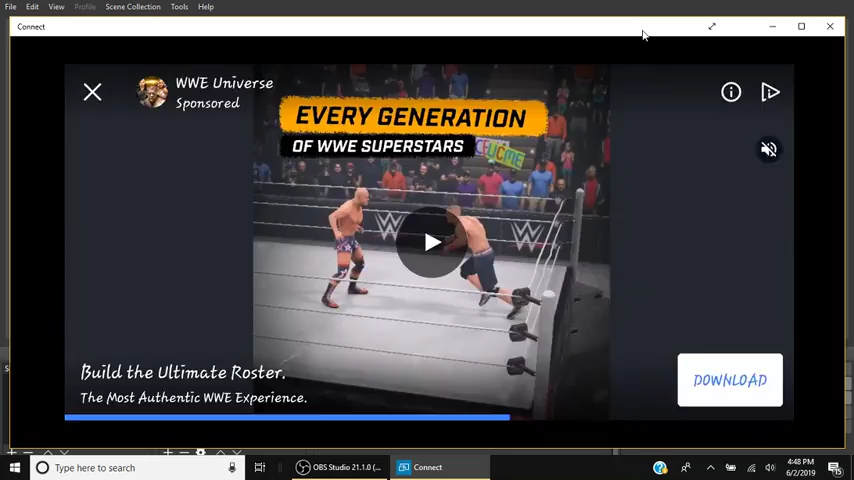 File Edit View Profile Scene Collection Tools Help
Connect
WWE Universe
Sponsored
EVERY GENERATION
OF WWE SUPERSTARS
CEUCME
Build the Ultimate Roster.
The Most Authentic WWE Experience.
DOWNLOAD
Type here to search
OBS Studio 21.1.0 (...
Connect
4:48 PM
6/2/2019